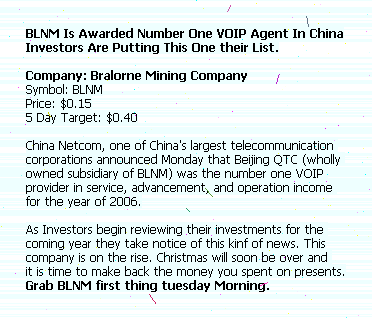 BLNM Is Awarded Number One VOIP Agent In China
Investors Are Putting This One their List.
Company: Bralorne Mining Company
Symbol: BLNM
Price: $0.15
5 Day Target: $0.40
China Netcom, one of China's largest telecommunication
corporations announced Monday that Beijing QTC (wholly
owned subsidiary of BLNM) was the number one VOIP
provider in service, advancement, and operation income
for the year of 2006.
As Investors begin reviewing their investments for the
coming year they take notice of this kinf of news. This
company is on the rise. Christmas will soon be over and
it is time to make back the money you spent on presents.
Grab BLNM first thing tuesday Morning.